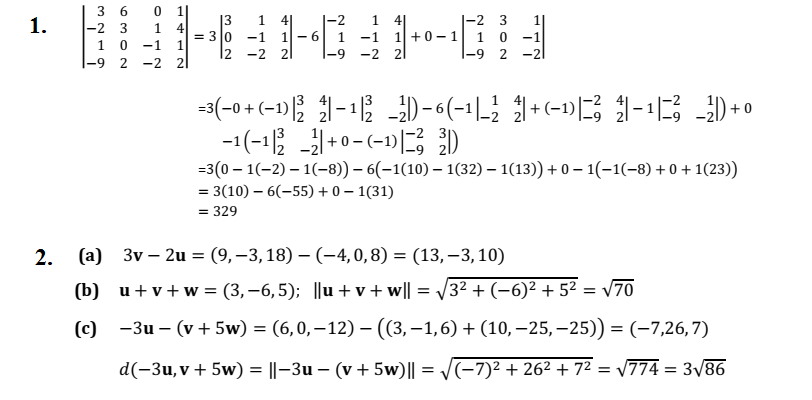 1. |3 6 0 1; −2 3 1 4; 1 0 −1 1; −9 2 −2 2| = 3|3 1 4; 0 −1 1; 2 −2 2| − 6|−2 1 4; 1 −1 1; −9 −2 2| + 0 − 1|−2 3 1; 1 0 −1; −9 2 −2|
=3(−0 + (−1)|3 4; 2 2| − 1|3 1; 2 −2|) − 6(−1|1 4; −2 2| + (−1)|−2 4; −9 2| − 1|−2 1; −9 −2|) + 0
−1(−1|3 1; 2 −2| + 0 − (−1)|−2 3; −9 2|)
=3(0 − 1(−2) − 1(−8)) − 6(−1(10) − 1(32) − 1(13)) + 0 − 1(−1(−8) + 0 + 1(23))
= 3(10) − 6(−55) + 0 − 1(31)
= 329
2. (a) 3v − 2u = (9, −3, 18) − (−4, 0, 8) = (13, −3, 10)
(b) u + v + w = (3, −6, 5); ‖u + v + w‖ = √(3² + (−6)² + 5²) = √70
(c) −3u − (v + 5w) = (6, 0, −12) − ((3, −1, 6) + (10, −25, −25)) = (−7,26, 7)
d(−3u, v + 5w) = ‖−3u − (v + 5w)‖ = √((−7)² + 26² + 7²) = √774 = 3√86